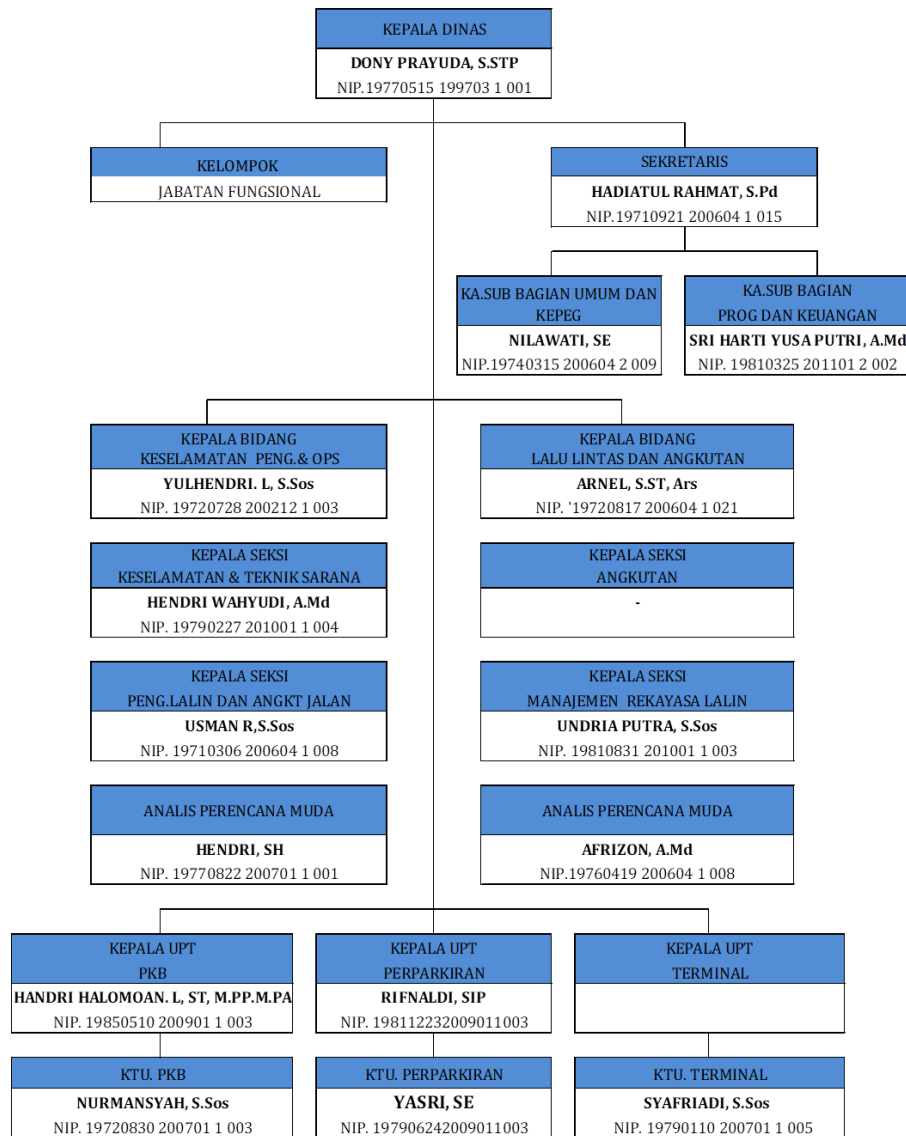 KEPALA DINAS
DONY PRAYUDA, S.STP
NIP.19770515 199703 1 001
KELOMPOK
JABATAN FUNGSIONAL
SEKRETARIS
HADIATUL RAHMAT, S.Pd
NIP.19710921 200604 1 015
KA.SUB BAGIAN UMUM DAN
KEPEG
NILAWATI, SE
NIP.19740315 200604 2 009
KA.SUB BAGIAN
PROG DAN KEUANGAN
SRI HARTI YUSA PUTRI, A.Md
NIP. 19810325 201101 2 002
KEPALA BIDANG
KESELAMATAN PENG.& OPS
YULHENDRI. L, S.Sos
NIP. 19720728 200212 1 003
KEPALA BIDANG
LALU LINTAS DAN ANGKUTAN
ARNEL, S.ST, Ars
NIP. '19720817 200604 1 021
KEPALA SEKSI
KESELAMATAN & TEKNIK SARANA
HENDRI WAHYUDI, A.Md
NIP. 19790227 201001 1 004
KEPALA SEKSI
ANGKUTAN
-
KEPALA SEKSI
PENG.LALIN DAN ANGKT JALAN
USMAN R,S.Sos
NIP. 19710306 200604 1 008
KEPALA SEKSI
MANAJEMEN REKAYASA LALIN
UNDRIA PUTRA, S.Sos
NIP. 19810831 201001 1 003
ANALIS PERENCANA MUDA
HENDRI, SH
NIP. 19770822 200701 1 001
ANALIS PERENCANA MUDA
AFRIZON, A.Md
NIP.19760419 200604 1 008
KEPALA UPT
PKB
HANDRI HALOMOAN. L, ST, M.PP.M.PA
NIP. 19850510 200901 1 003
KEPALA UPT
PERPARKIRAN
RIFNALDI, SIP
NIP. 198112232009011003
KEPALA UPT
TERMINAL
KTU. PKB
NURMANSYAH, S.Sos
NIP. 19720830 200701 1 003
KTU. PERPARKIRAN
YASRI, SE
NIP. 197906242009011003
KTU. TERMINAL
SYAFRIADI, S.Sos
NIP. 19790110 200701 1 005